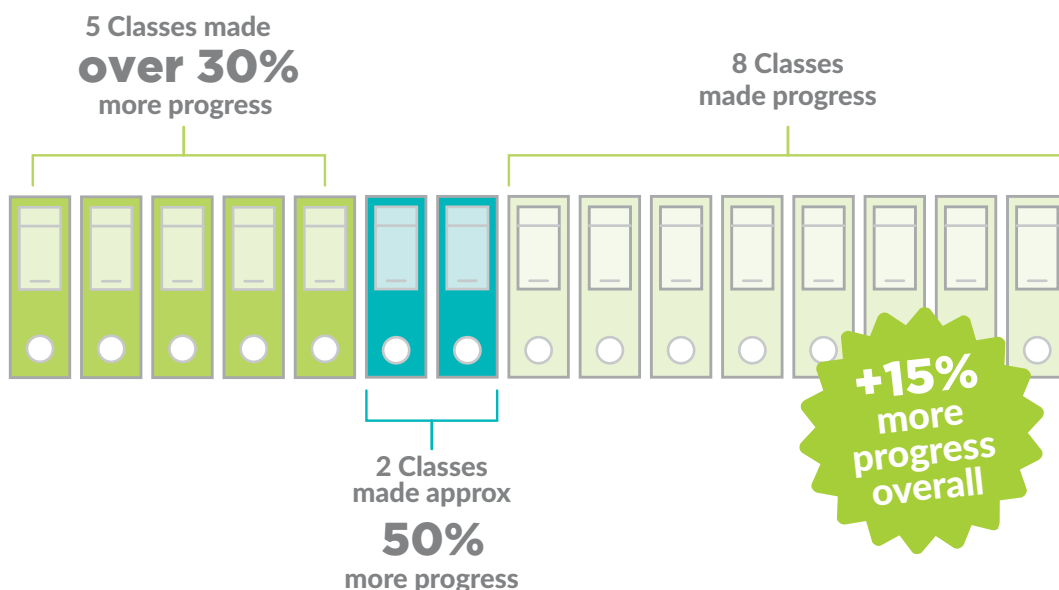 5 Classes made
over 30%
more progress
8 Classes
made progress
2 Classes
made approx
50%
more progress
+15%
more
progress
overall